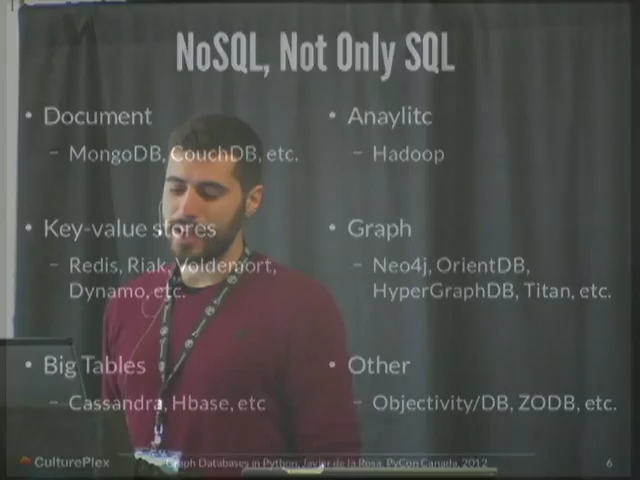 NoSQL, Not Only SQL
• Document
– MongoDB, CouchDB, etc.
• Key-value stores
– Redis, Riak, Voldemort,
Dynamo, etc.
• Big Tables
– Cassandra, Hbase, etc
• Anaylitc
– Hadoop
• Graph
– Neo4j, OrientDB,
HyperGraphDB, Titan, etc.
• Other
– Objectivity/DB, ZODB, etc.
CulturePlex
Graph Databases in Python, Javier de la Rosa, PyCon Canada, 2012
6